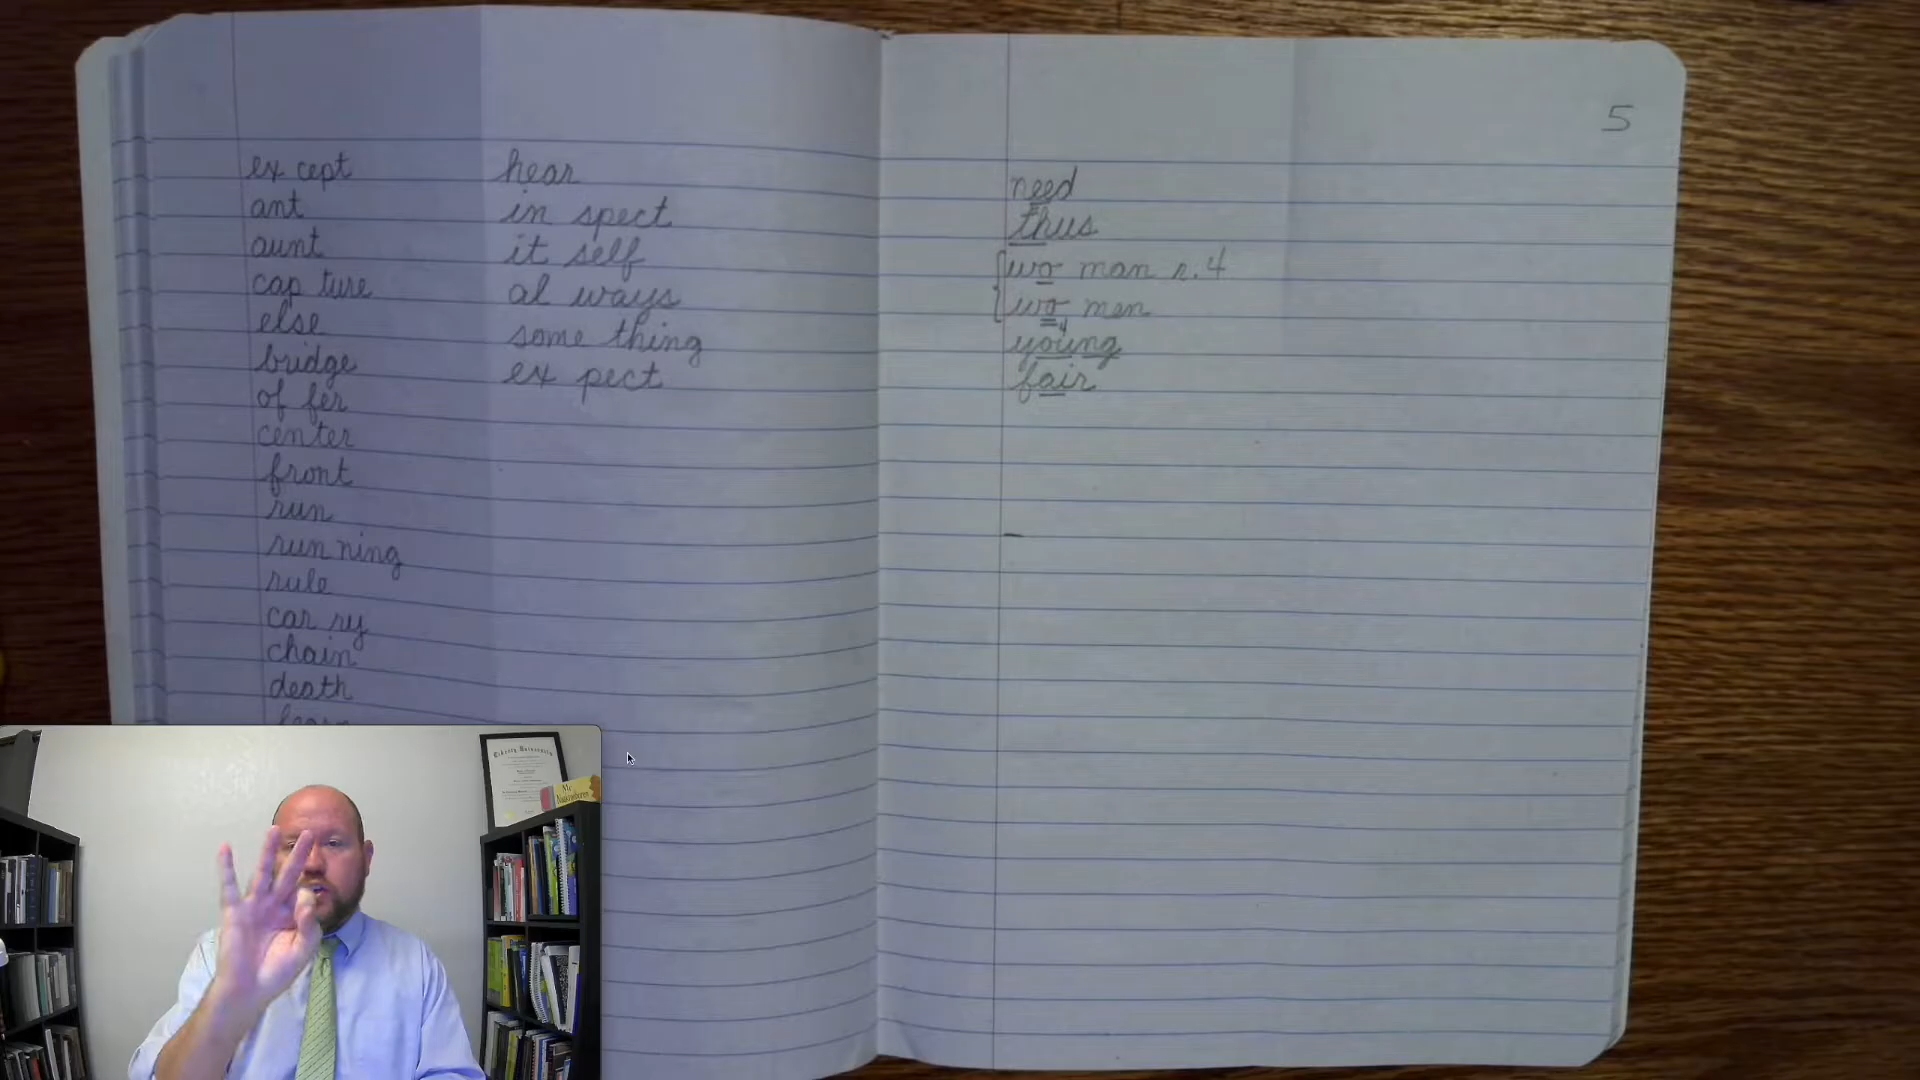 5
ex cept
ant
aunt
cap ture
else
bridge
of fer
center
front
run
run ning
rule
car ry
chain
death
hear
in spect
it self
al ways
some thing
ex pect
need
thus
wo man r. 4
wo men
4
young
fair